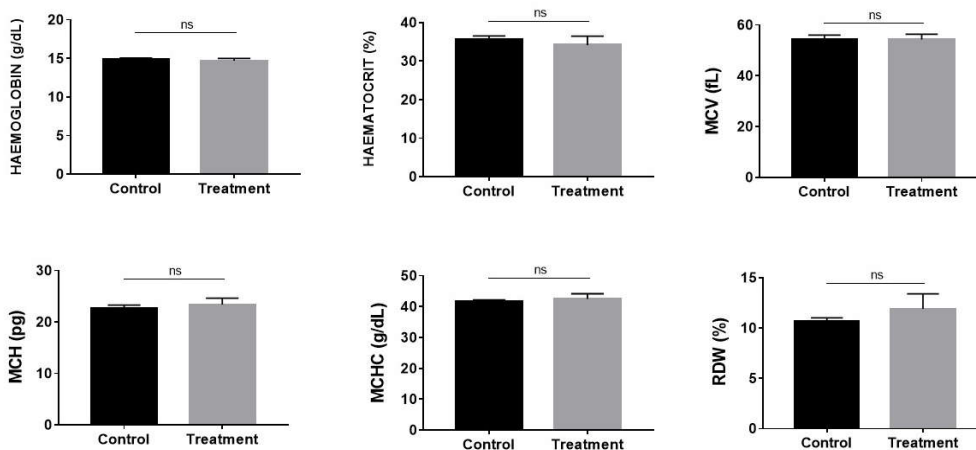 HAEMOGLOBIN (g/dL)
20
15
10
5
0
ns
Control Treatment
HAEMATOCRIT (%)
40
30
20
10
0
ns
Control Treatment
MCV (fL)
60
40
20
0
ns
Control Treatment
MCH (pg)
30
20
10
0
ns
Control Treatment
MCHC (g/dL)
50
40
30
20
10
0
ns
Control Treatment
RDW (%)
15
10
5
0
ns
Control Treatment